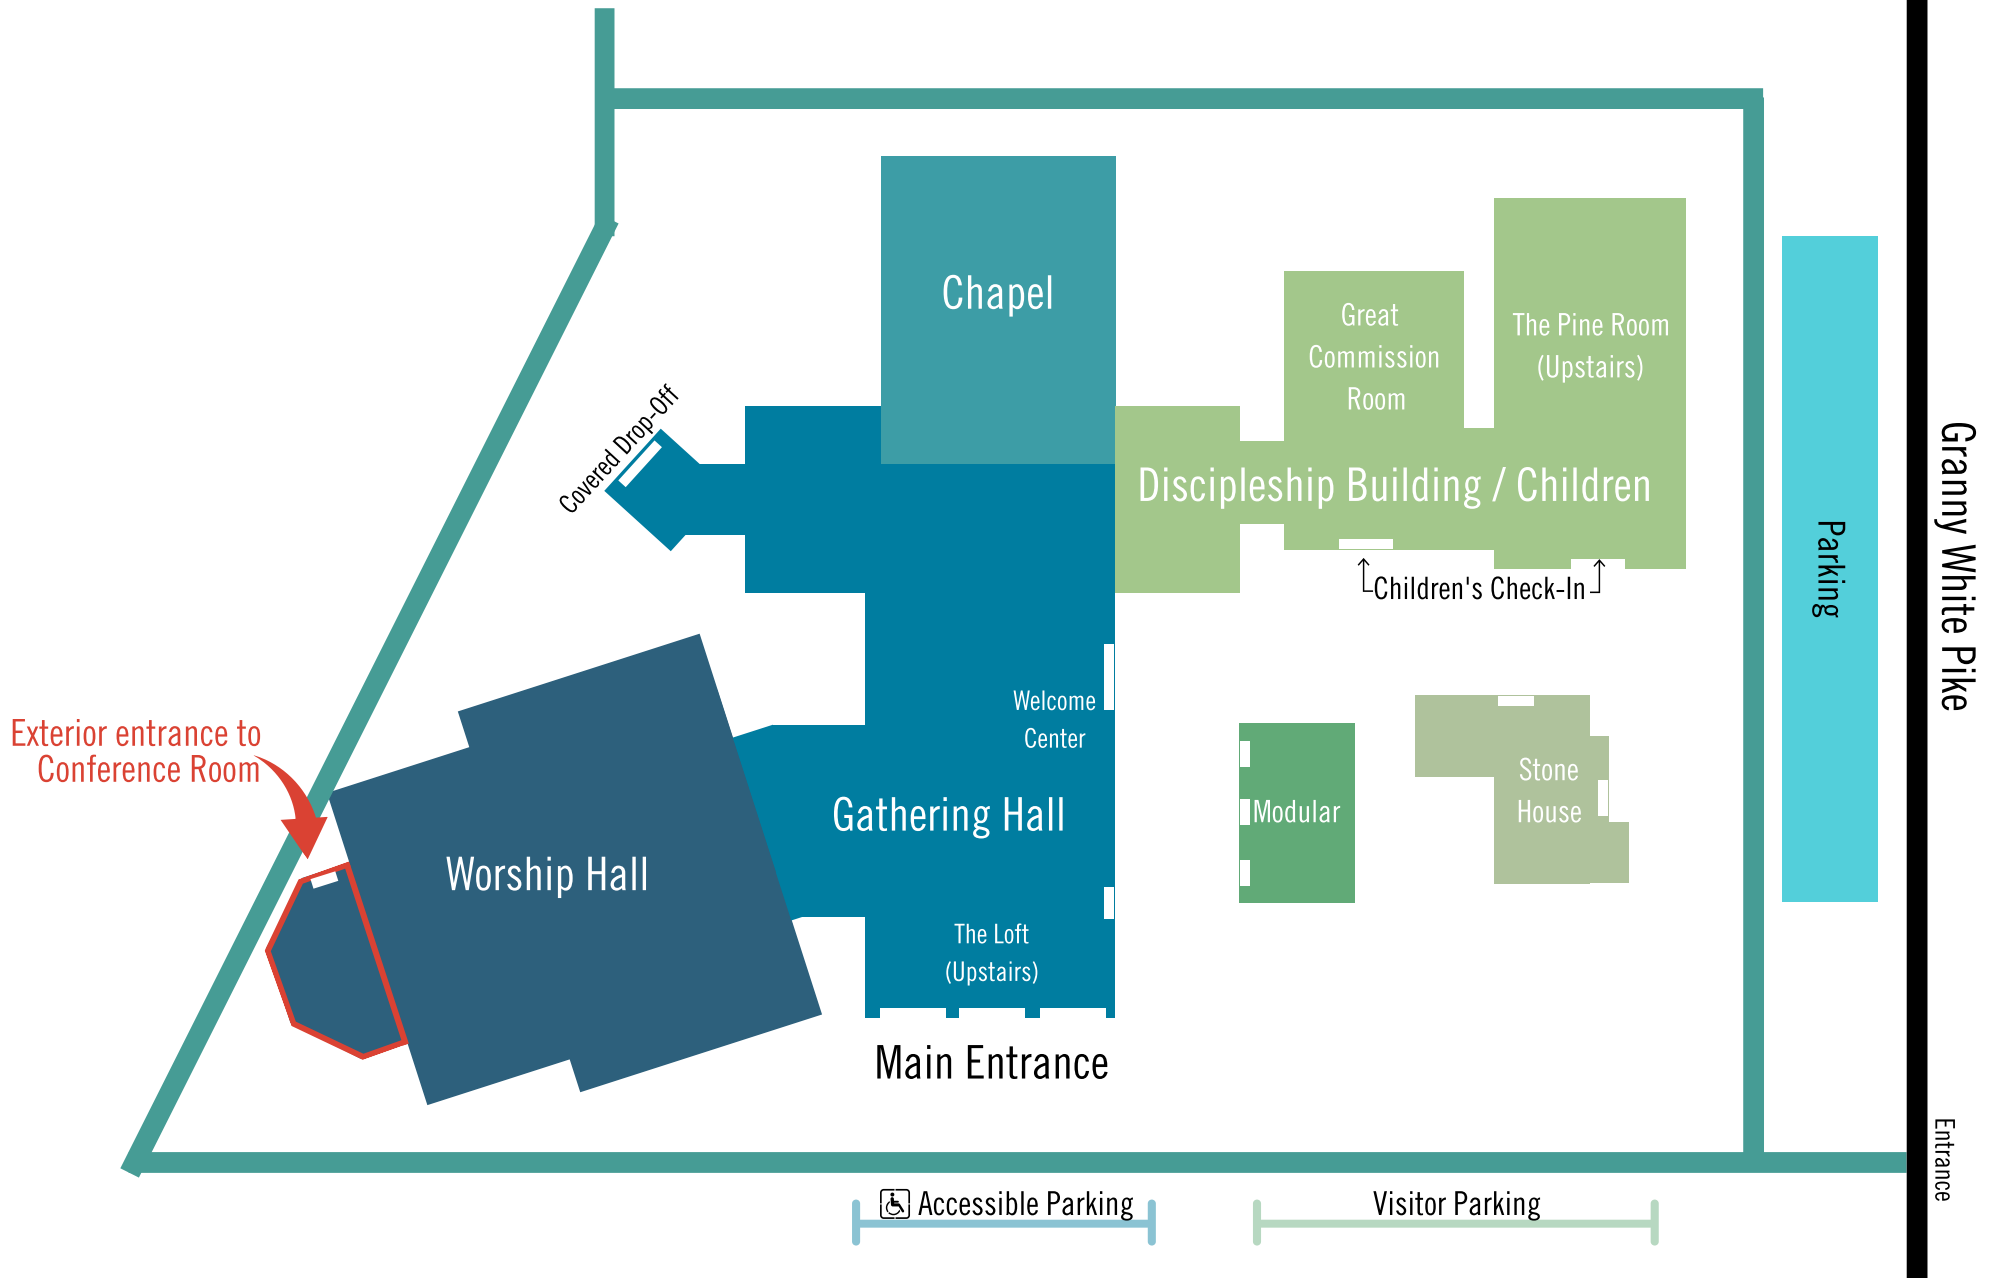 Chapel
Great
Commission
Room
The Pine Room
(Upstairs)
Covered Drop-Off
Discipleship Building / Children
Children's Check-In
Parking
Granny White Pike
Exterior entrance to
Conference Room
Welcome
Center
Gathering Hall
Worship Hall
Modular
Stone
House
The Loft
(Upstairs)
Main Entrance
Entrance
Accessible Parking
Visitor Parking